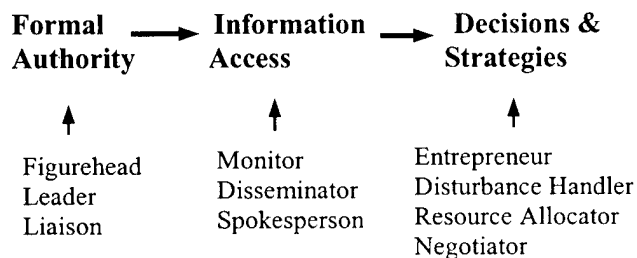 Formal Authority
Information Access
Decisions & Strategies
Figurehead
Leader
Liaison
Monitor
Disseminator
Spokesperson
Entrepreneur
Disturbance Handler
Resource Allocator
Negotiator